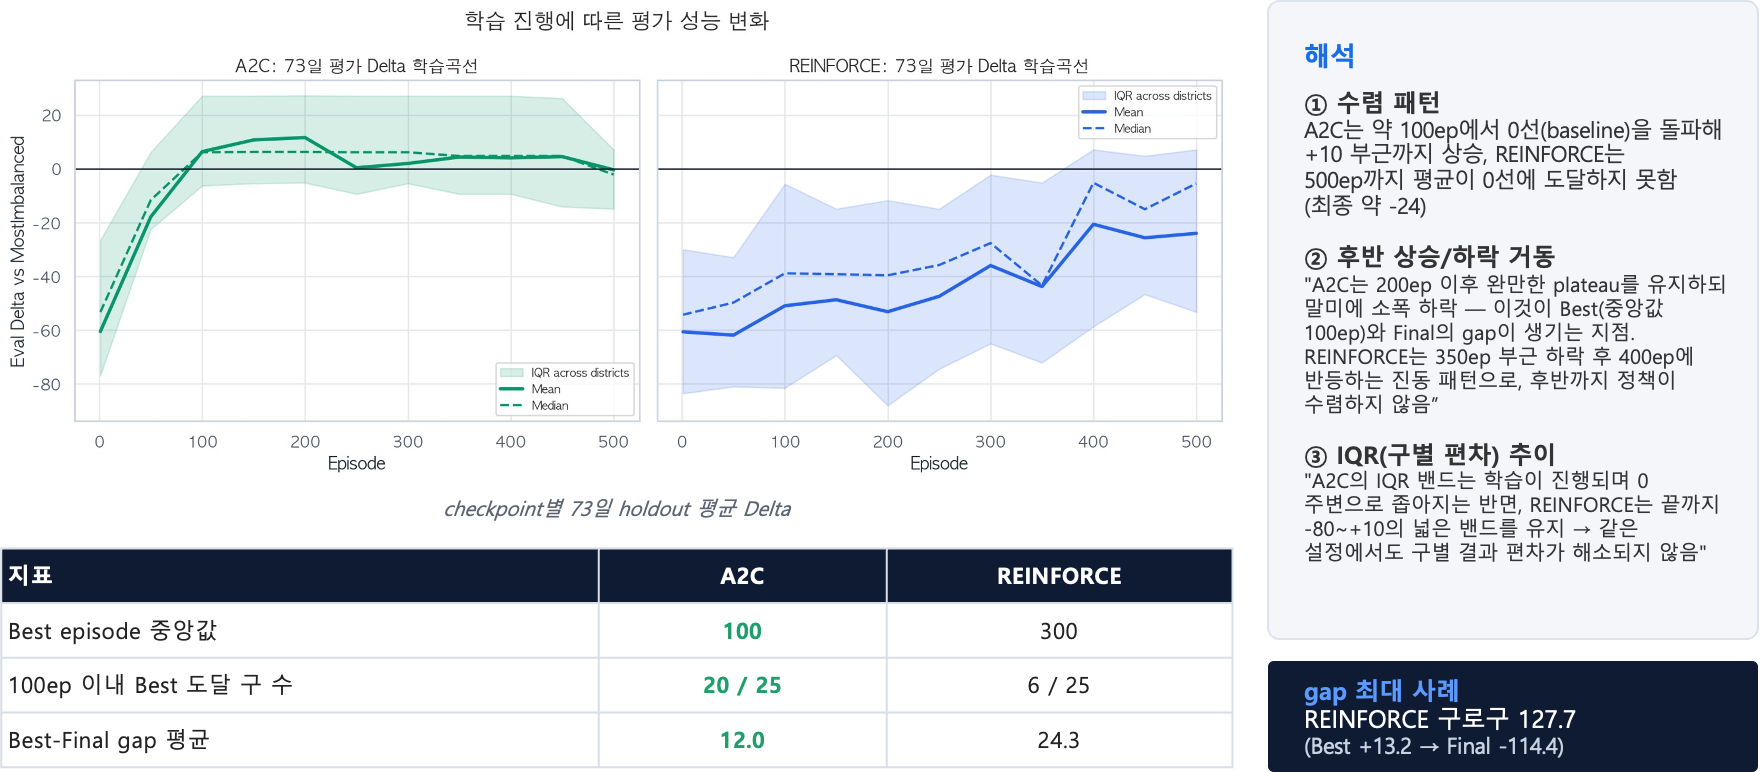 학습 진행에 따른 평가 성능 변화
A2C: 73일 평가 Delta 학습곡선
Eval Delta vs MostImbalanced
20
0
-20
-40
-60
-80
IQR across districts
Mean
Median
0 100 200 300 400 500
Episode
REINFORCE: 73일 평가 Delta 학습곡선
IQR across districts
Mean
Median
0 100 200 300 400 500
Episode
checkpoint별 73일 holdout 평균 Delta
지표 A2C REINFORCE
Best episode 중앙값 100 300
100ep 이내 Best 도달 구 수 20 / 25 6 / 25
Best-Final gap 평균 12.0 24.3
해석
① 수렴 패턴
A2C는 약 100ep에서 0선(baseline)을 돌파해
+10 부근까지 상승, REINFORCE는
500ep까지 평균이 0선에 도달하지 못함
(최종 약 -24)
② 후반 상승/하락 거동
"A2C는 200ep 이후 완만한 plateau를 유지하되
말미에 소폭 하락 — 이것이 Best(중앙값
100ep)와 Final의 gap이 생기는 지점.
REINFORCE는 350ep 부근 하락 후 400ep에
반등하는 진동 패턴으로, 후반까지 정책이
수렴하지 않음”
③ IQR(구별 편차) 추이
"A2C의 IQR 밴드는 학습이 진행되며 0
주변으로 좁아지는 반면, REINFORCE는 끝까지
-80~+10의 넓은 밴드를 유지 → 같은
설정에서도 구별 결과 편차가 해소되지 않음"
gap 최대 사례
REINFORCE 구로구 127.7
(Best +13.2 → Final -114.4)